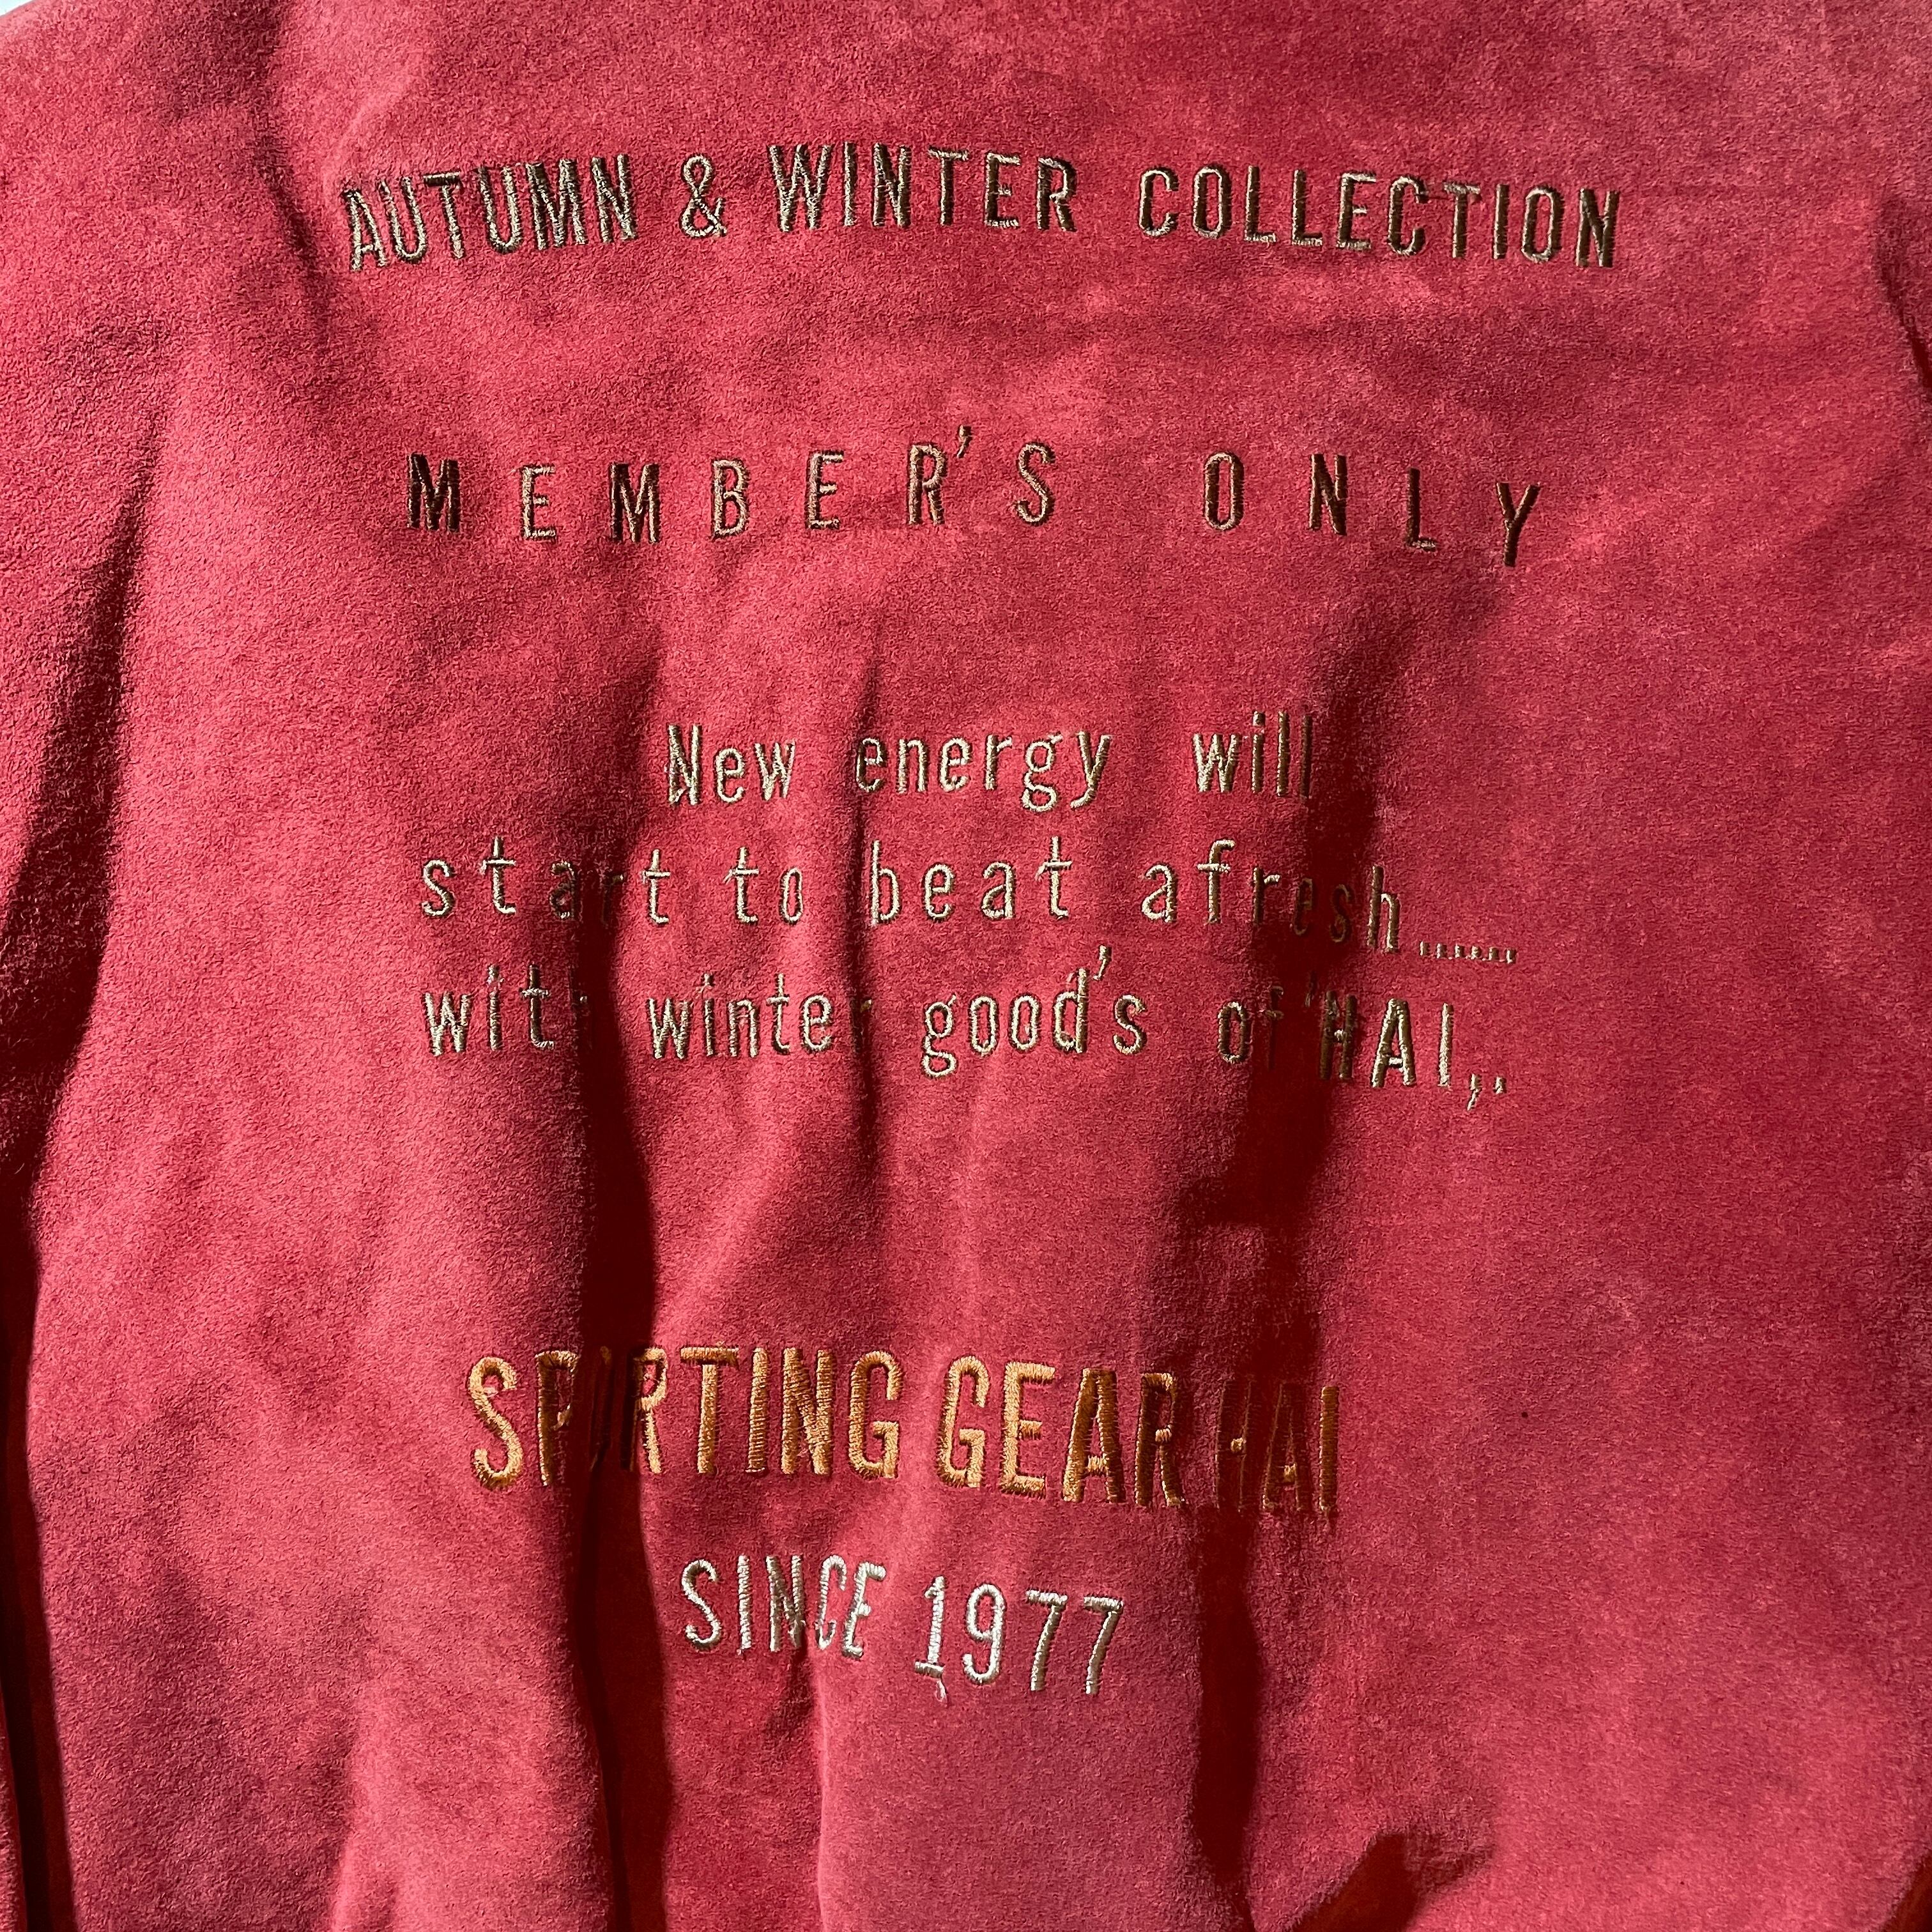 AUTUMN & WINTER COLLECTION
MEMBER'S ONLY
New energy will
start to beat afresh.......
with winter good's of 'HAI,.
SPORTING GEAR HAI
SINCE 1977